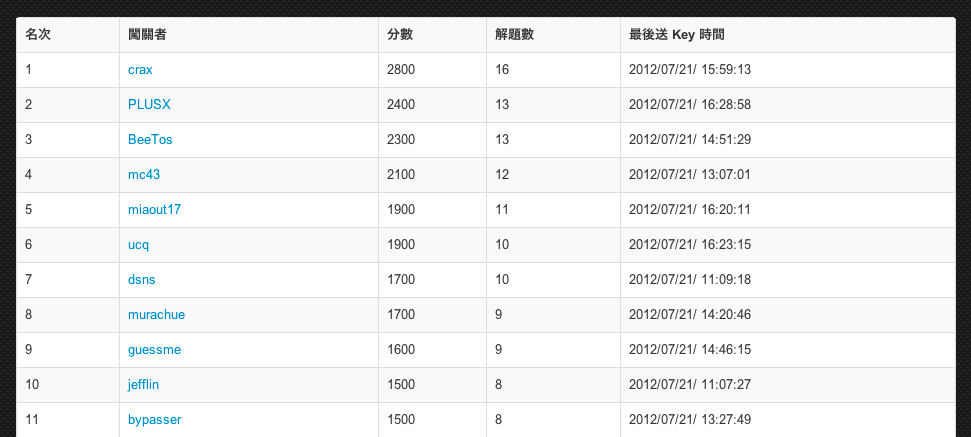 名次 闖關者 分數 解題數 最後送 Key 時間
1 crax 2800 16 2012/07/21/ 15:59:13
2 PLUSX 2400 13 2012/07/21/ 16:28:58
3 BeeTos 2300 13 2012/07/21/ 14:51:29
4 mc43 2100 12 2012/07/21/ 13:07:01
5 miaout17 1900 11 2012/07/21/ 16:20:11
6 ucq 1900 10 2012/07/21/ 16:23:15
7 dsns 1700 10 2012/07/21/ 11:09:18
8 murachue 1700 9 2012/07/21/ 14:20:46
9 guessme 1600 9 2012/07/21/ 14:46:15
10 jefflin 1500 8 2012/07/21/ 11:07:27
11 bypasser 1500 8 2012/07/21/ 13:27:49